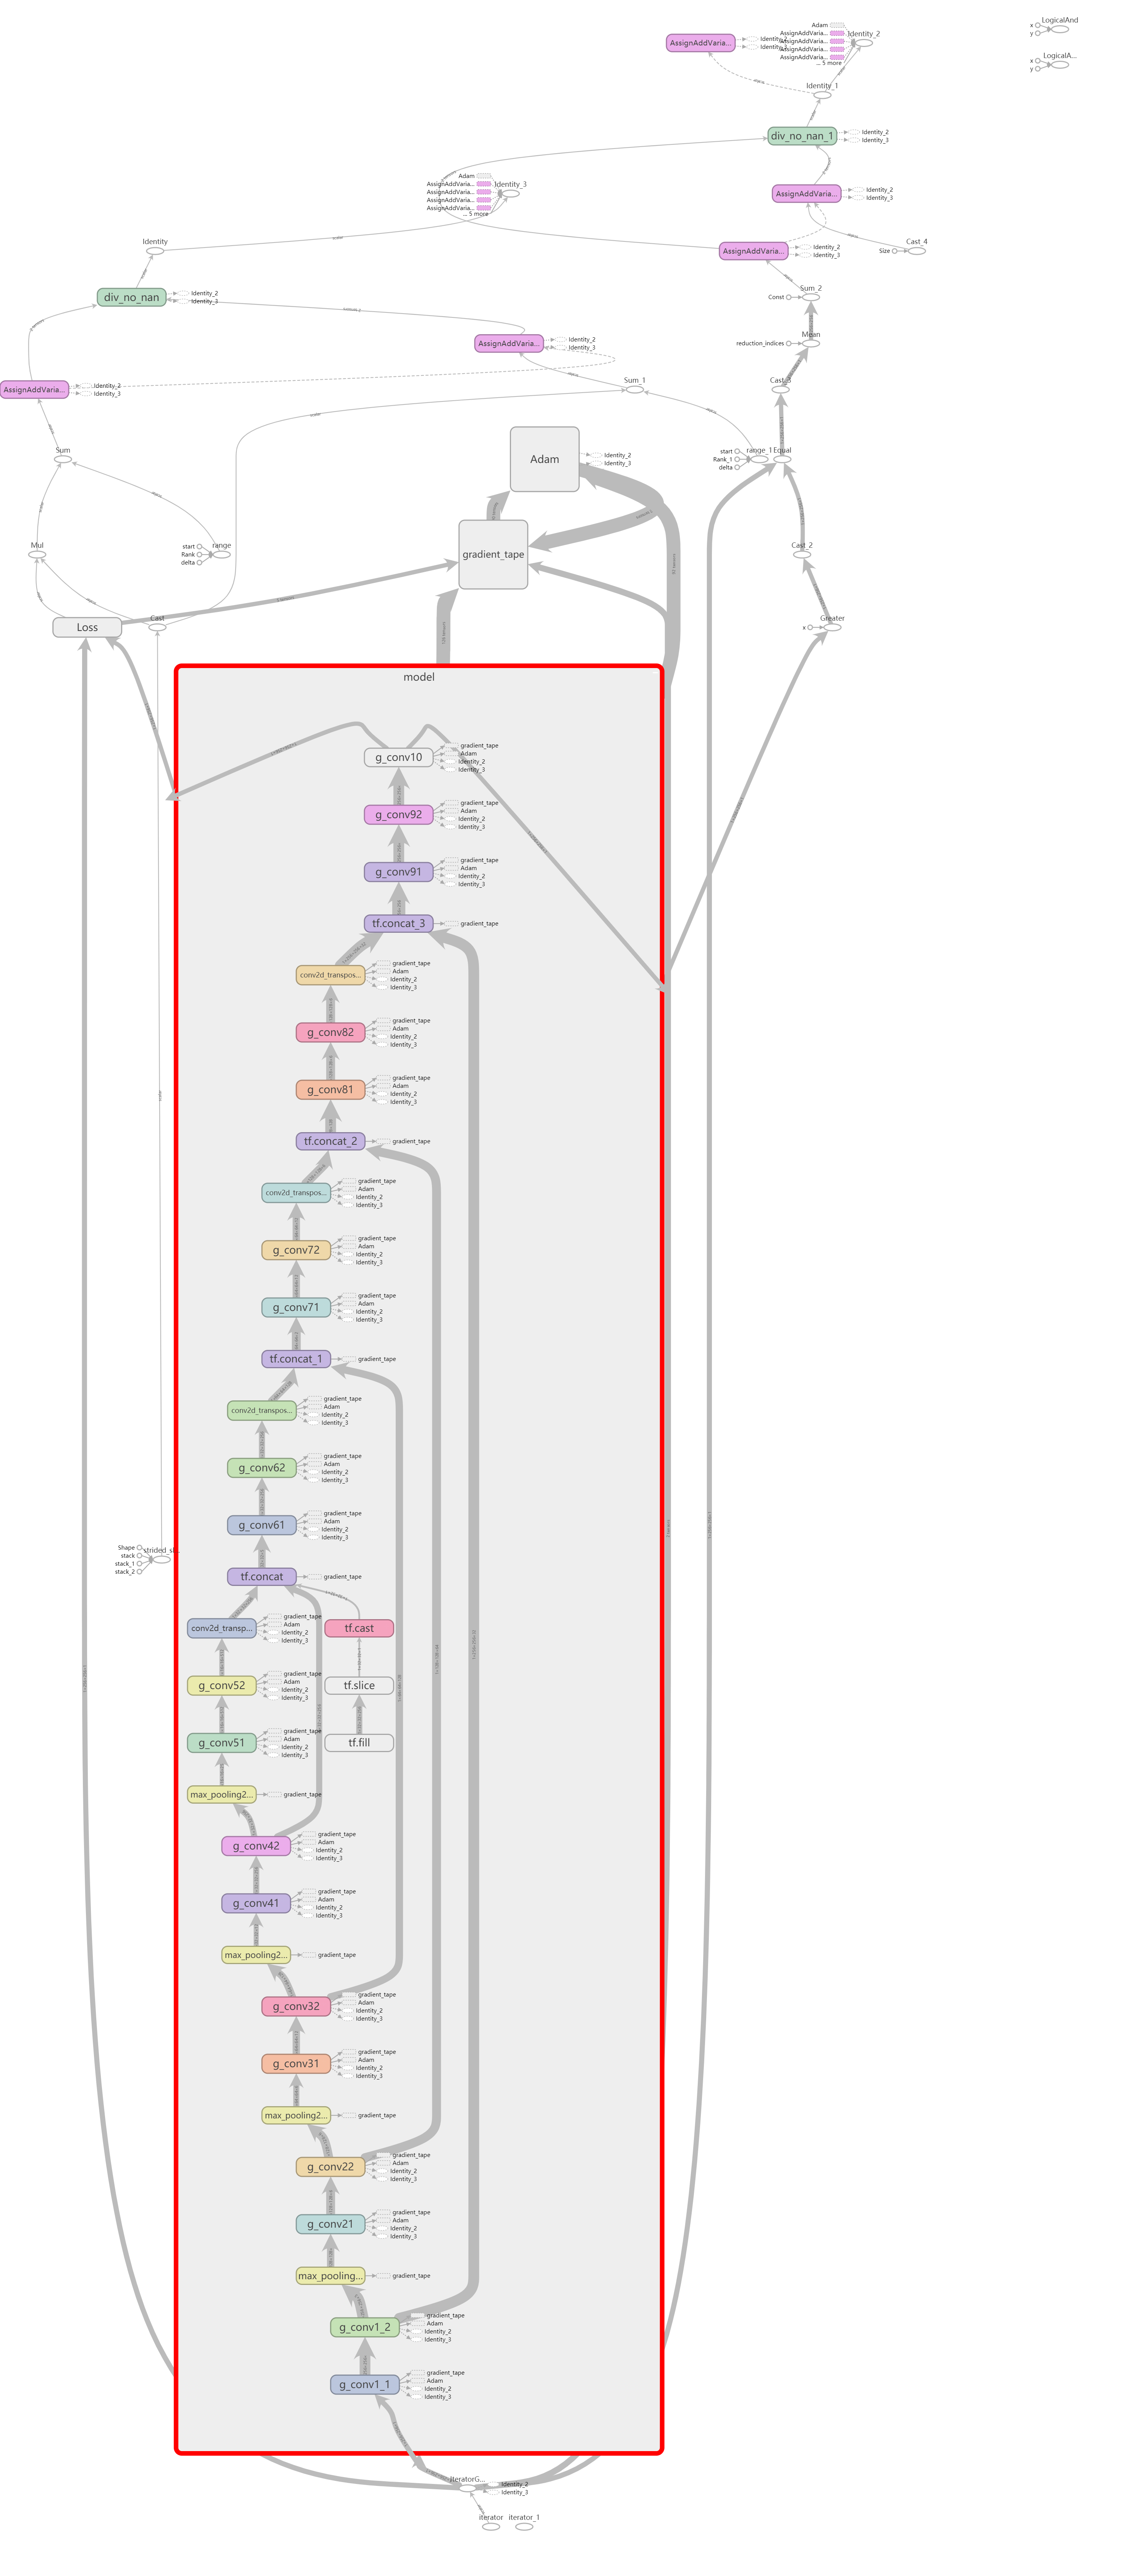 Adam
AssignAddVaria...
AssignAddVaria...
AssignAddVaria...
AssignAddVaria...
... 5 more
Identity_2
AssignAddVaria...
Identity_2
Identity_3
x
y
LogicalAnd
x
y
LogicalA...
Identity_1
div_no_nan_1
Identity_2
Identity_3
Adam
AssignAddVaria...
AssignAddVaria...
AssignAddVaria...
AssignAddVaria...
... 5 more
Identity_3
AssignAddVaria...
Identity_2
Identity_3
Identity
AssignAddVaria...
Identity_2
Identity_3
Size
Cast_4
div_no_nan
Identity_2
Identity_3
Const
Sum_2
AssignAddVaria...
Identity_2
Identity_3
reduction_indices
Mean
AssignAddVaria...
Identity_2
Identity_3
Sum_1
Cast_3
Sum
Adam
Identity_2
Identity_3
start
Rank_1
delta
range_1
Equal
Mul
start
Rank
delta
range
gradient_tape
Cast_2
Loss
Cast
x
Greater
model
g_conv10
gradient_tape
Adam
Identity_2
Identity_3
g_conv92
gradient_tape
Adam
Identity_2
Identity_3
g_conv91
gradient_tape
Adam
Identity_2
Identity_3
tf.concat_3
gradient_tape
conv2d_transpos...
gradient_tape
Adam
Identity_2
Identity_3
g_conv82
gradient_tape
Adam
Identity_2
Identity_3
g_conv81
gradient_tape
Adam
Identity_2
Identity_3
tf.concat_2
gradient_tape
conv2d_transpos...
gradient_tape
Adam
Identity_2
Identity_3
g_conv72
gradient_tape
Adam
Identity_2
Identity_3
g_conv71
gradient_tape
Adam
Identity_2
Identity_3
tf.concat_1
gradient_tape
conv2d_transpos...
gradient_tape
Adam
Identity_2
Identity_3
g_conv62
gradient_tape
Adam
Identity_2
Identity_3
g_conv61
gradient_tape
Adam
Identity_2
Identity_3
Shape
stack
stack_1
stack_2
strided_sl...
tf.concat
gradient_tape
conv2d_transp...
gradient_tape
Adam
Identity_2
Identity_3
tf.cast
g_conv52
gradient_tape
Adam
Identity_2
Identity_3
tf.slice
g_conv51
gradient_tape
Adam
Identity_2
Identity_3
tf.fill
max_pooling2...
gradient_tape
g_conv42
gradient_tape
Adam
Identity_2
Identity_3
g_conv41
gradient_tape
Adam
Identity_2
Identity_3
max_pooling2...
gradient_tape
g_conv32
gradient_tape
Adam
Identity_2
Identity_3
g_conv31
gradient_tape
Adam
Identity_2
Identity_3
max_pooling2...
gradient_tape
g_conv22
gradient_tape
Adam
Identity_2
Identity_3
g_conv21
gradient_tape
Adam
Identity_2
Identity_3
max_pooling...
gradient_tape
g_conv1_2
gradient_tape
Adam
Identity_2
Identity_3
g_conv1_1
gradient_tape
Adam
Identity_2
Identity_3
IteratorG...
Identity_2
Identity_3
iterator
iterator_1